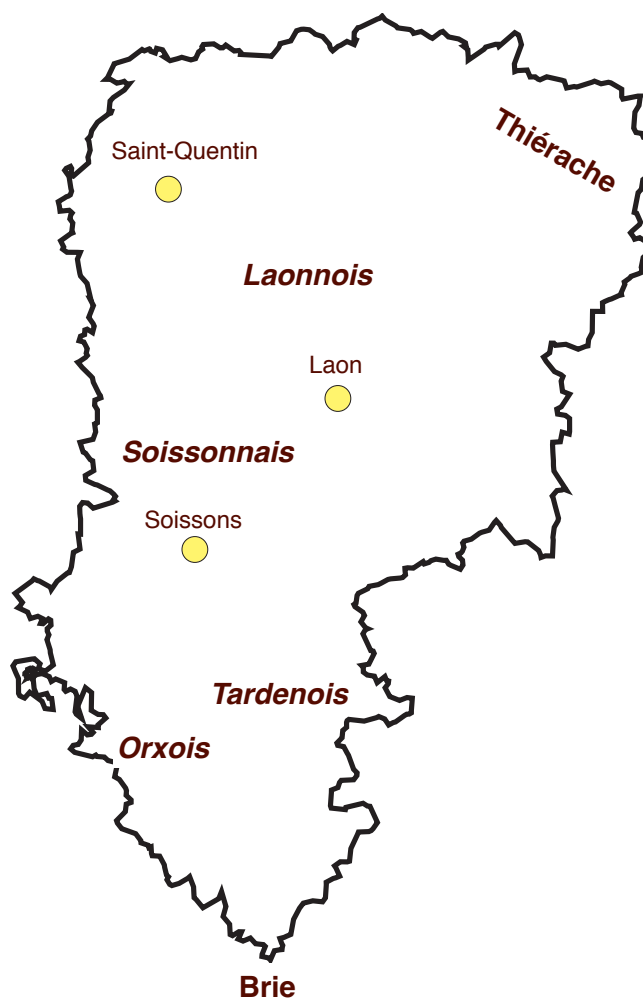 Thiérache
Saint-Quentin
Laonnois
Laon
Soissonnais
Soissons
Tardenois
Orxois
Brie